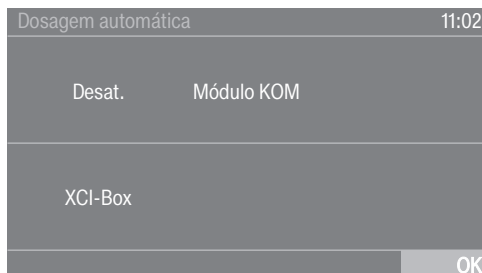 Dosagem automática 11:02
Desat. Módulo KOM
XCI-Box
OK